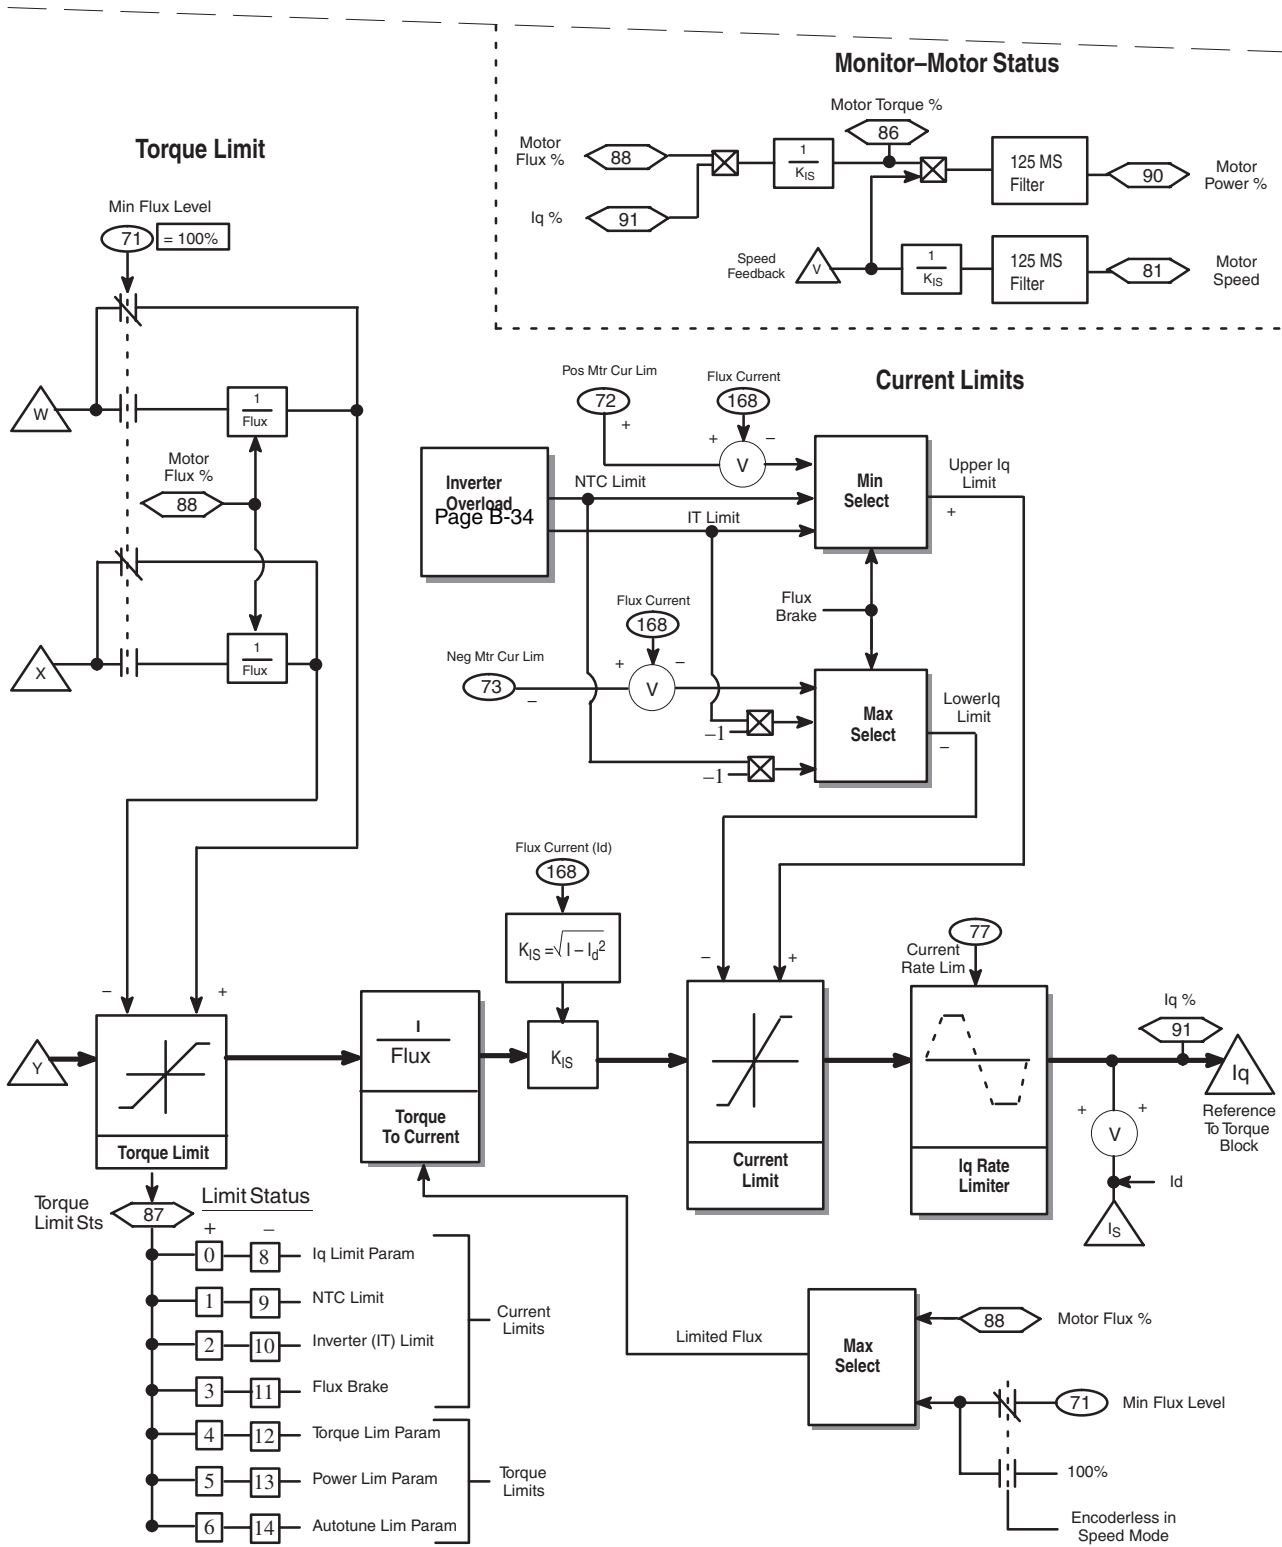 Monitor–Motor Status
Motor Torque %
86
Motor
Flux %
88
Iq %
91
1
KIS
125 MS
Filter
90
Motor
Power %
Speed
Feedback
V
1
KIS
125 MS
Filter
81
Motor
Speed
Torque Limit
Min Flux Level
71
= 100%
W
1
Flux
Motor
Flux %
88
X
1
Flux
Current Limits
Pos Mtr Cur Lim
72
+
Flux Current
168
+
–
V
Inverter
Overload
Page B-34
NTC Limit
IT Limit
Min
Select
Upper Iq
Limit
+
Flux
Brake
Flux Current
168
Neg Mtr Cur Lim
73
–
+
–
V
–1
–1
Max
Select
LowerIq
Limit
–
Flux Current (Id)
168
KIS = √I – Id²
–
+
Y
Torque Limit
I
Flux
Torque
To Current
KIS
–
+
Current
Limit
77
Current
Rate Lim
Iq Rate
Limiter
Iq %
91
Iq
Reference
To Torque
Block
+
+
V
Id
IS
Torque
Limit Sts
87
Limit Status
+
–
0
8
Iq Limit Param
1
9
NTC Limit
2
10
Inverter (IT) Limit
3
11
Flux Brake
Current
Limits
4
12
Torque Lim Param
5
13
Power Lim Param
6
14
Autotune Lim Param
Torque
Limits
Limited Flux
Max
Select
88
Motor Flux %
71
Min Flux Level
100%
Encoderless in
Speed Mode